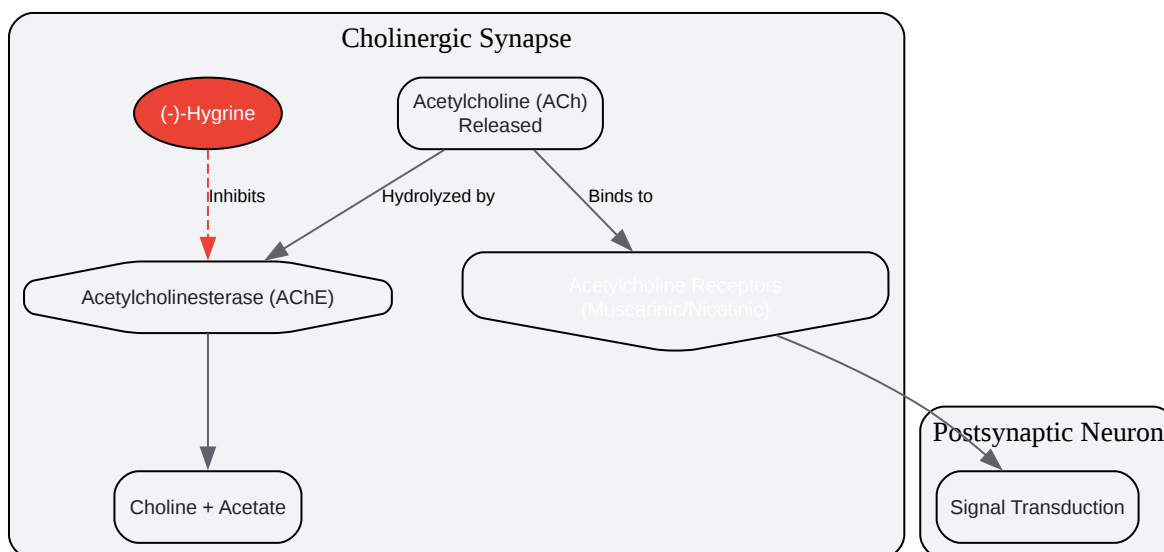 Cholinergic Synapse
(-)-Hygrine
Acetylcholine (ACh)
Released
Inhibits
Hydrolyzed by
Binds to
Acetylcholinesterase (AChE)
Acetylcholine Receptors
(Muscarinic/Nicotinic)
Postsynaptic Neuron
Choline + Acetate
Signal Transduction